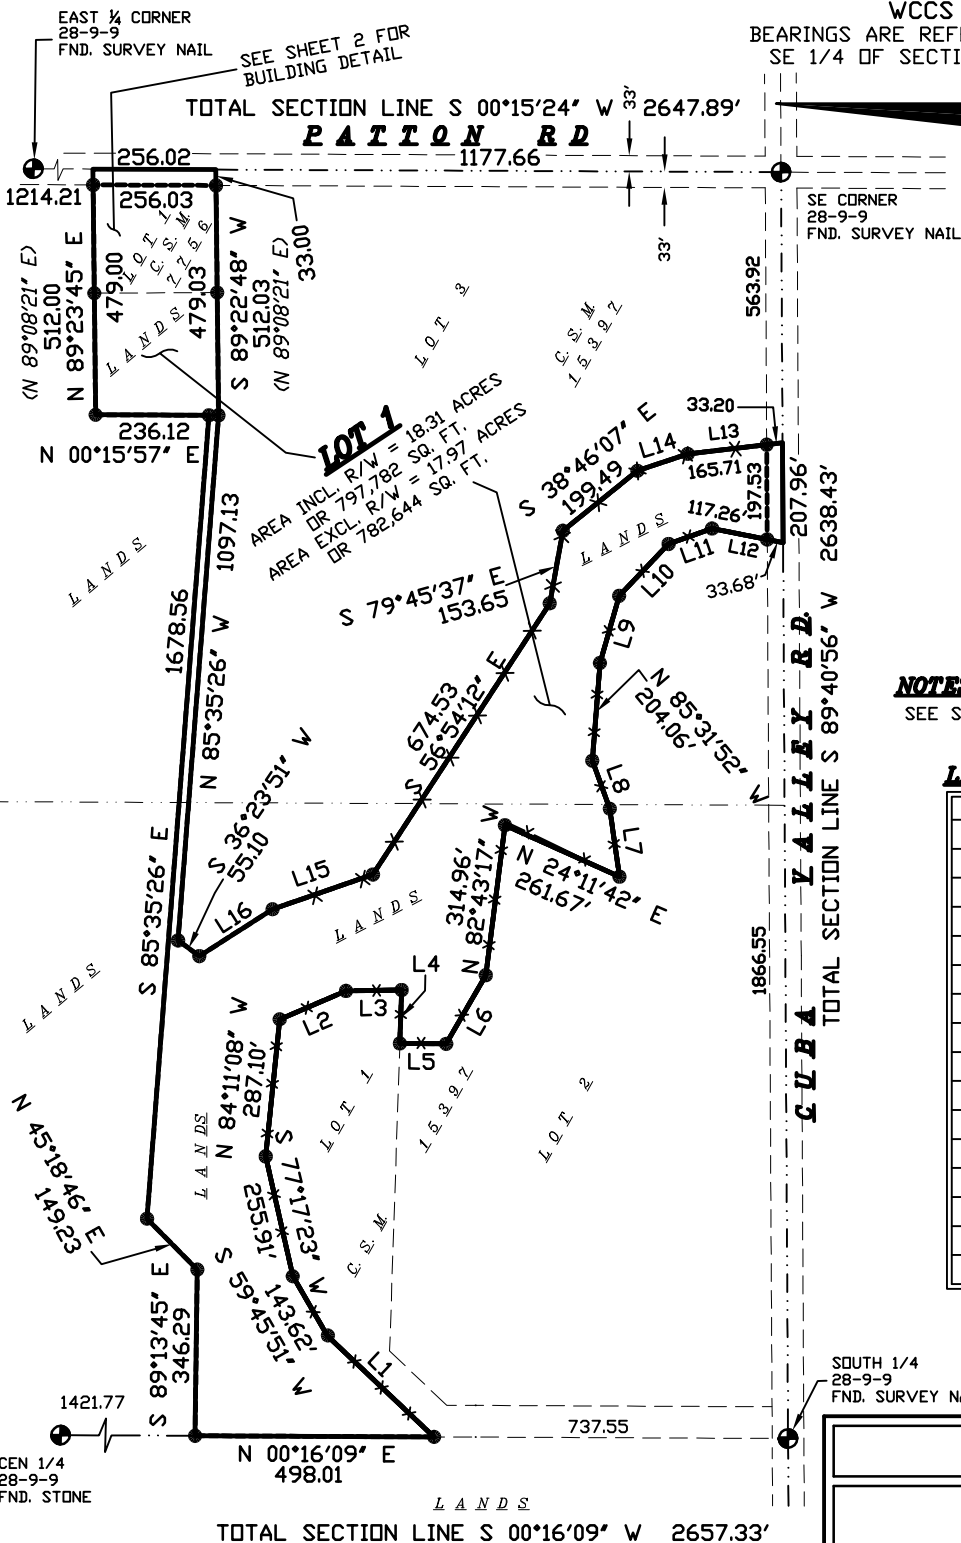 WCCS
BEARINGS ARE REF
SE 1/4 OF SECTI
EAST ¼ CORNER
28-9-9
FND. SURVEY NAIL
SEE SHEET 2 FOR
BUILDING DETAIL
TOTAL SECTION LINE S 00°15'24" W 2647.89'
33'
PATTON RD
256.02
1177.66
1214.21
256.03
SE CORNER
28-9-9
FND. SURVEY NAIL
33'
33.00
(N 89°08'21" E)
512.00
N 89°23'45" E
479.00
LOT 1
C.S.M.
7756
479.03
S 89°22'48" W
512.03
(N 89°08'21" E)
LANDS
563.92
LOT 3
C.S.M.
15397
236.12
N 00°15'57" E
LOT 1
AREA INCL. R/W = 18.31 ACRES
OR 797,782 SQ. FT.
AREA EXCL. R/W = 17.97 ACRES
OR 782,644 SQ. FT.
33.20
L13
165.71
L14
S 38°46'07" E
199.49
197.53
207.96'
2638.43'
117.26'
L12
L11
33.68'
LANDS
L10
L9
LANDS
1097.13
1678.56
N 85°35'26" W
S 79°45'37" E
153.65
N 85°31'52" W
204.06'
NOTES
SEE S
674.53
S 56°54'12" E
S 36°23'51" W
55.10
L8
L7
L
CUBA VALLEY RD.
TOTAL SECTION LINE S 89°40'56" W
S 85°35'26" E
L15
L16
LANDS
N 24°11'42" E
261.67'
314.96'
N 82°43'17" W
LANDS
1866.55
L4
L3
L2
L5
L6
N 84°11'08" W
287.10'
LOT 1
15397
C.S.M.
LOT 2
LANDS
N 45°18'46" E
149.23
S 77°17'23" W
255.91'
S 59°45'51" W
143.62'
S 89°13'45" E
346.29
L1
SOUTH 1/4
28-9-9
FND. SURVEY NA
1421.77
737.55
N 00°16'09" E
498.01
CEN 1/4
28-9-9
FND. STONE
LANDS
TOTAL SECTION LINE S 00°16'09" W 2657.33'